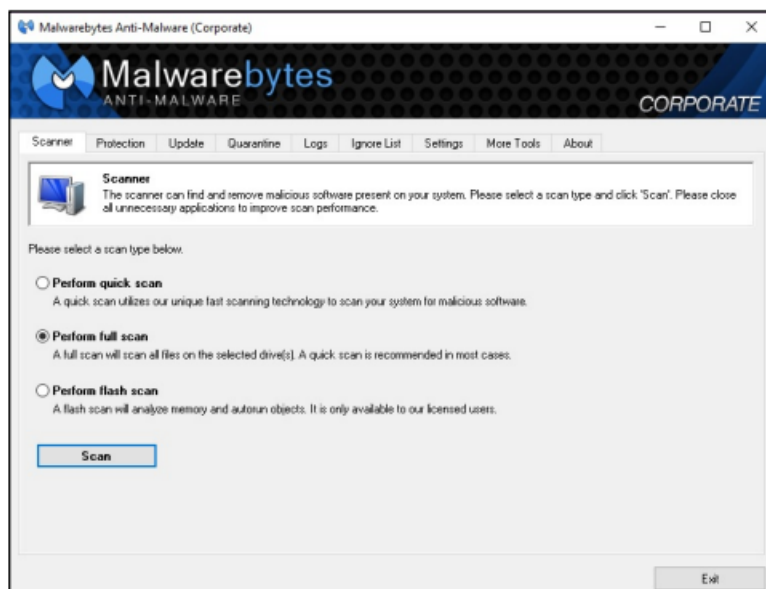 Malwarebytes Anti-Malware (Corporate)
Malwarebytes
ANTI-MALWARE
CORPORATE
Scanner Protection Update Quarantine Logs Ignore List Settings More Tools About
Scanner
The scanner can find and remove malicious software present on your system. Please select a scan type and click 'Scan'. Please close
all unnecessary applications to improve scan performance.
Please select a scan type below.
Perform quick scan
A quick scan utilizes our unique fast scanning technology to scan your system for malicious software.
Perform full scan
A full scan will scan all files on the selected drive(s). A quick scan is recommended in most cases.
Perform flash scan
A flash scan will analyze memory and autorun objects. It is only available to our licensed users.
Scan
Exit